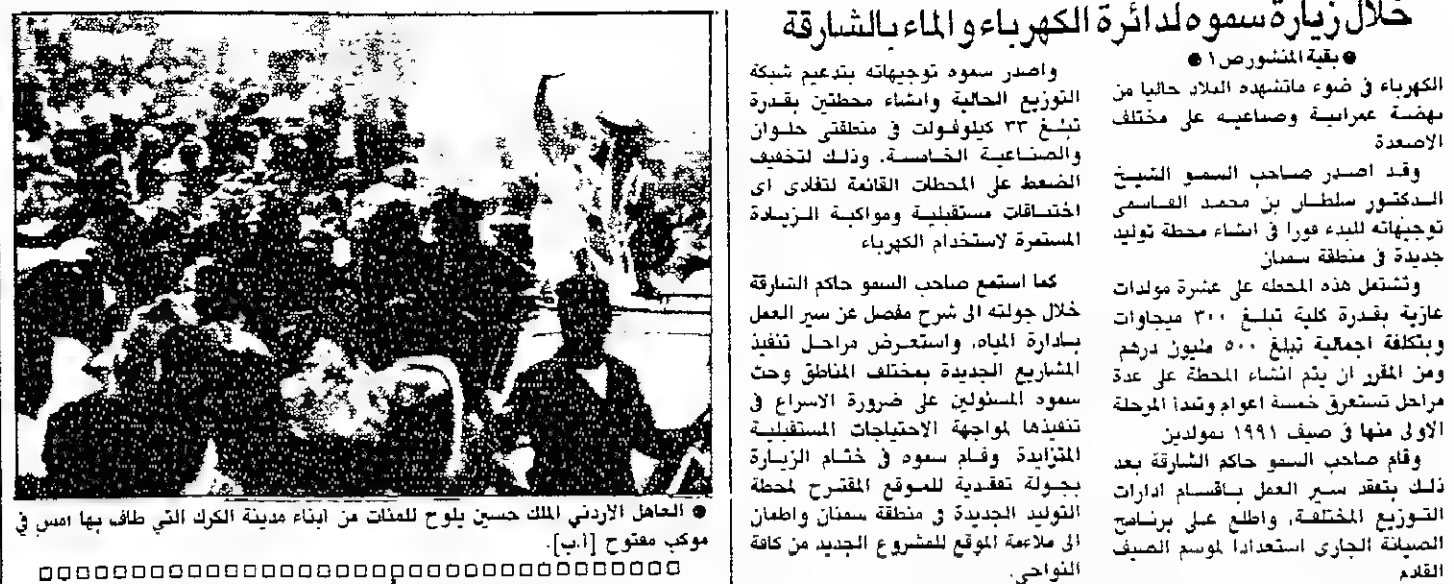 خلال زيارة سموه لدائرة الكهرباء والماء بالشارقة
● بقية المنشور ص ١ ●
الكهرباء في ضوء ماتشهده البلاد حاليا من
نهضة عمرانية وصناعيه على مختلف
الاصعدة
وقد اصدر صاحب السمو الشيخ
الدكتور سلطان بن محمد القاسمى
توجيهاته للبدء فورا في انشاء محطة توليد
جديدة في منطقة سمنان
وتشتمل هذه المحطه على عشرة مولدات
غازية بقدرة كلية تبلغ ٣٠٠ ميجاوات
وبتكلفة اجمالية تبلغ ٥٠٠ مليون درهم
ومن المقرر ان يتم انشاء المحطة على عدة
مراحل تستغرق خمسة اعوام وتبدأ المرحلة
الاولى منها في صيف ١٩٩١ بمولدين
وقام صاحب السمو حاكم الشارقة بعد
ذلك بتفقد سير العمل باقسام ادارات
التوزيع المختلفة، واطلع على برنامج
الصيانة الجارى استعدادا لموسم الصيف
القادم
واصدر سموه توجيهاته بتدعيم شبكة
التوزيع الحالية وانشاء محطتين بقدرة
تبلغ ٣٣ كيلوفولت في منطقتى حلوان
والصناعية الخامسة، وذلك لتخفيف
الضغط على المحطات القائمة لتفادى اى
اختناقات مستقبلية ومواكبة الزيادة
المستمرة لاستخدام الكهرباء
كما استمع صاحب السمو حاكم الشارقة
خلال جولته الى شرح مفصل عن سير العمل
بادارة المياه، واستعرض مراحل تنفيذ
المشاريع الجديدة بمختلف المناطق وحث
سموه المسئولين على ضرورة الاسراع في
تنفيذها لمواجهة الاحتياجات المستقبلية
المتزايدة وقام سموه في ختام الزيارة
بجولة تفقدية للموقع المقترح لمحطة
التوليد الجديدة في منطقة سمنان واطمان
الى ملاءمة الموقع للمشروع الجديد من كافة
النواحي.
● العاهل الاردني الملك حسين يلوح للمئات من ابناء مدينة الكرك التي طاف بها امس في
موكب مفتوح [أ.ب].